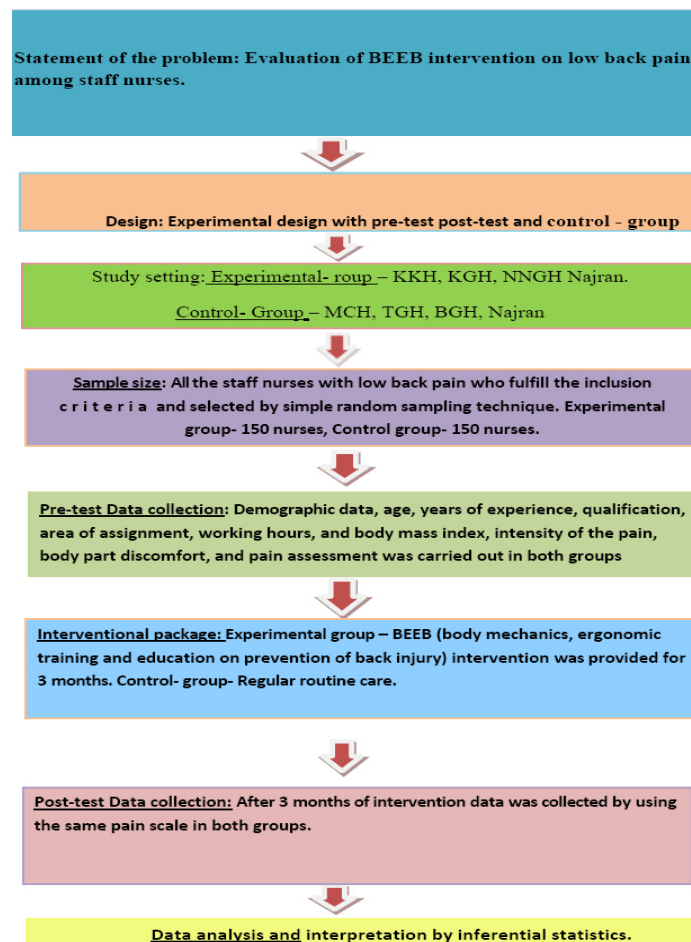 Statement of the problem: Evaluation of BEEB intervention on low back pain
among staff nurses.
Design: Experimental design with pre-test post-test and control - group
Study setting: Experimental- roup – KKH, KGH, NNGH Najran.
Control- Group – MCH, TGH, BGH, Najran
Sample size: All the staff nurses with low back pain who fulfill the inclusion
c r i t e r i a and selected by simple random sampling technique. Experimental
group- 150 nurses, Control group- 150 nurses.
Pre-test Data collection: Demographic data, age, years of experience, qualification,
area of assignment, working hours, and body mass index, intensity of the pain,
body part discomfort, and pain assessment was carried out in both groups
Interventional package: Experimental group – BEEB (body mechanics, ergonomic
training and education on prevention of back injury) intervention was provided for
3 months. Control- group- Regular routine care.
Post-test Data collection: After 3 months of intervention data was collected by using
the same pain scale in both groups.
Data analysis and interpretation by inferential statistics.